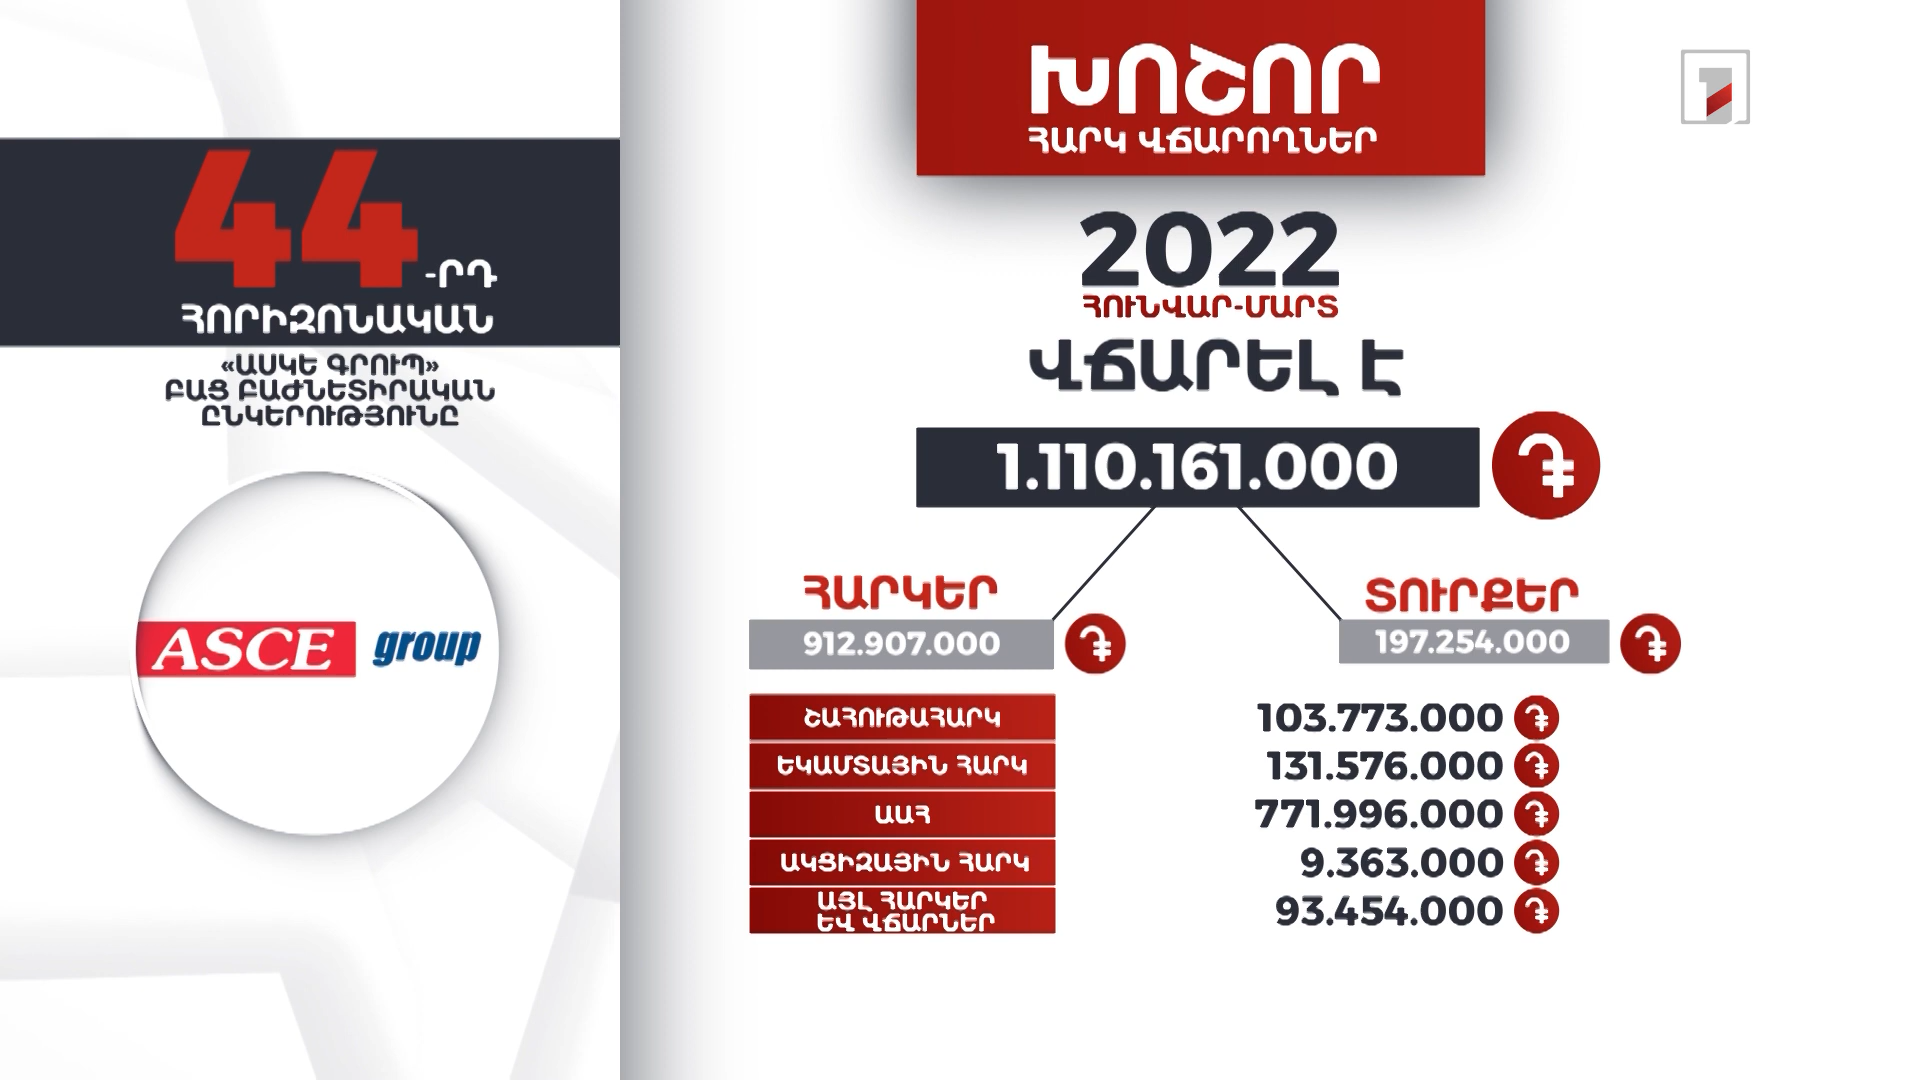 44-ՐԴ
ՀՈՐԻԶՈՆԱԿԱՆ
«ԱՍԿԵ ԳՐՈՒՊ»
ԲԱՑ ԲԱԺՆԵՏԻՐԱԿԱՆ
ԸՆԿԵՐՈՒԹՅՈՒՆԸ
ASCE group
ԽՈՇՈՐ
ՀԱՐԿ ՎՃԱՐՈՂՆԵՐ
1
2022
ՀՈՒՆՎԱՐ-ՄԱՐՏ
ՎՃԱՐԵԼ Է
1.110.161.000 ֏
ՀԱՐԿԵՐ
912.907.000 ֏
ՏՈՒՐՔԵՐ
197.254.000 ֏
ՇԱՀՈՒԹԱՀԱՐԿ 103.773.000 ֏
ԵԿԱՄՏԱՅԻՆ ՀԱՐԿ 131.576.000 ֏
ԱԱՀ 771.996.000 ֏
ԱԿՑԻԶԱՅԻՆ ՀԱՐԿ 9.363.000 ֏
ԱՅԼ ՀԱՐԿԵՐ
ԵՎ ՎՃԱՐՆԵՐ 93.454.000 ֏